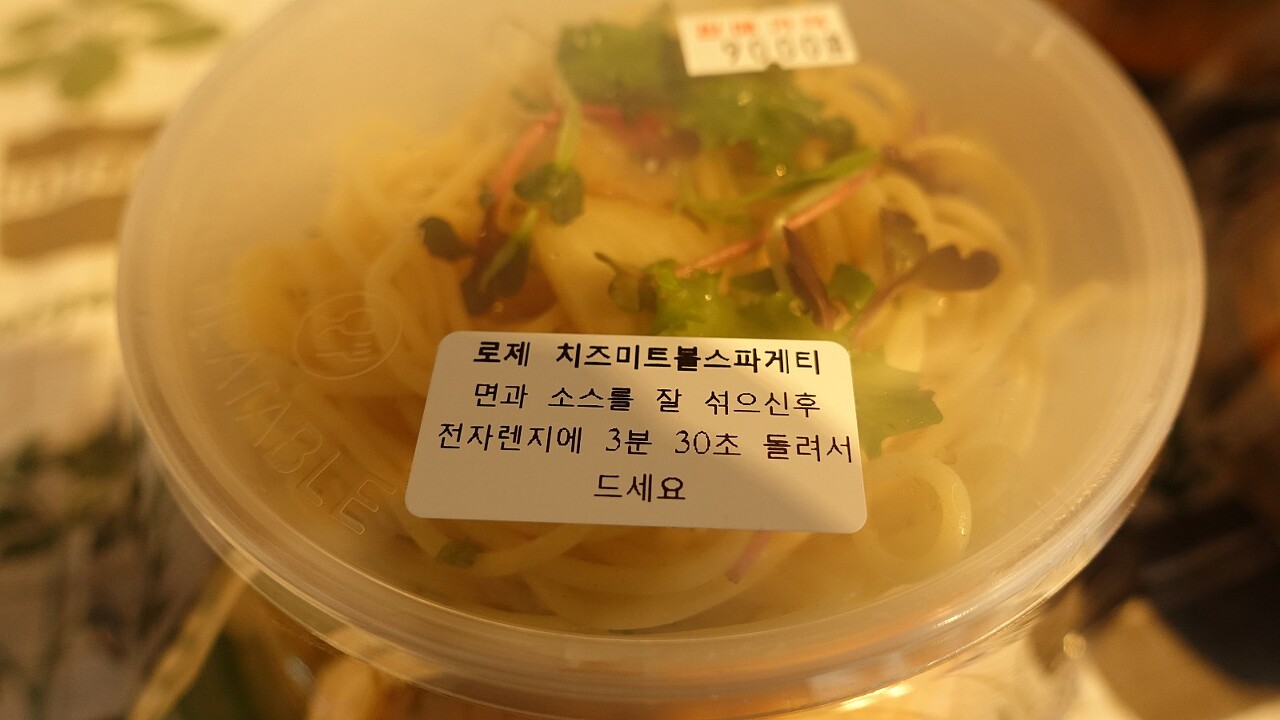 로제 치즈미트볼스파게티
면과 소스를 잘 섞으신후
전자렌지에 3분 30초 돌려서
드세요